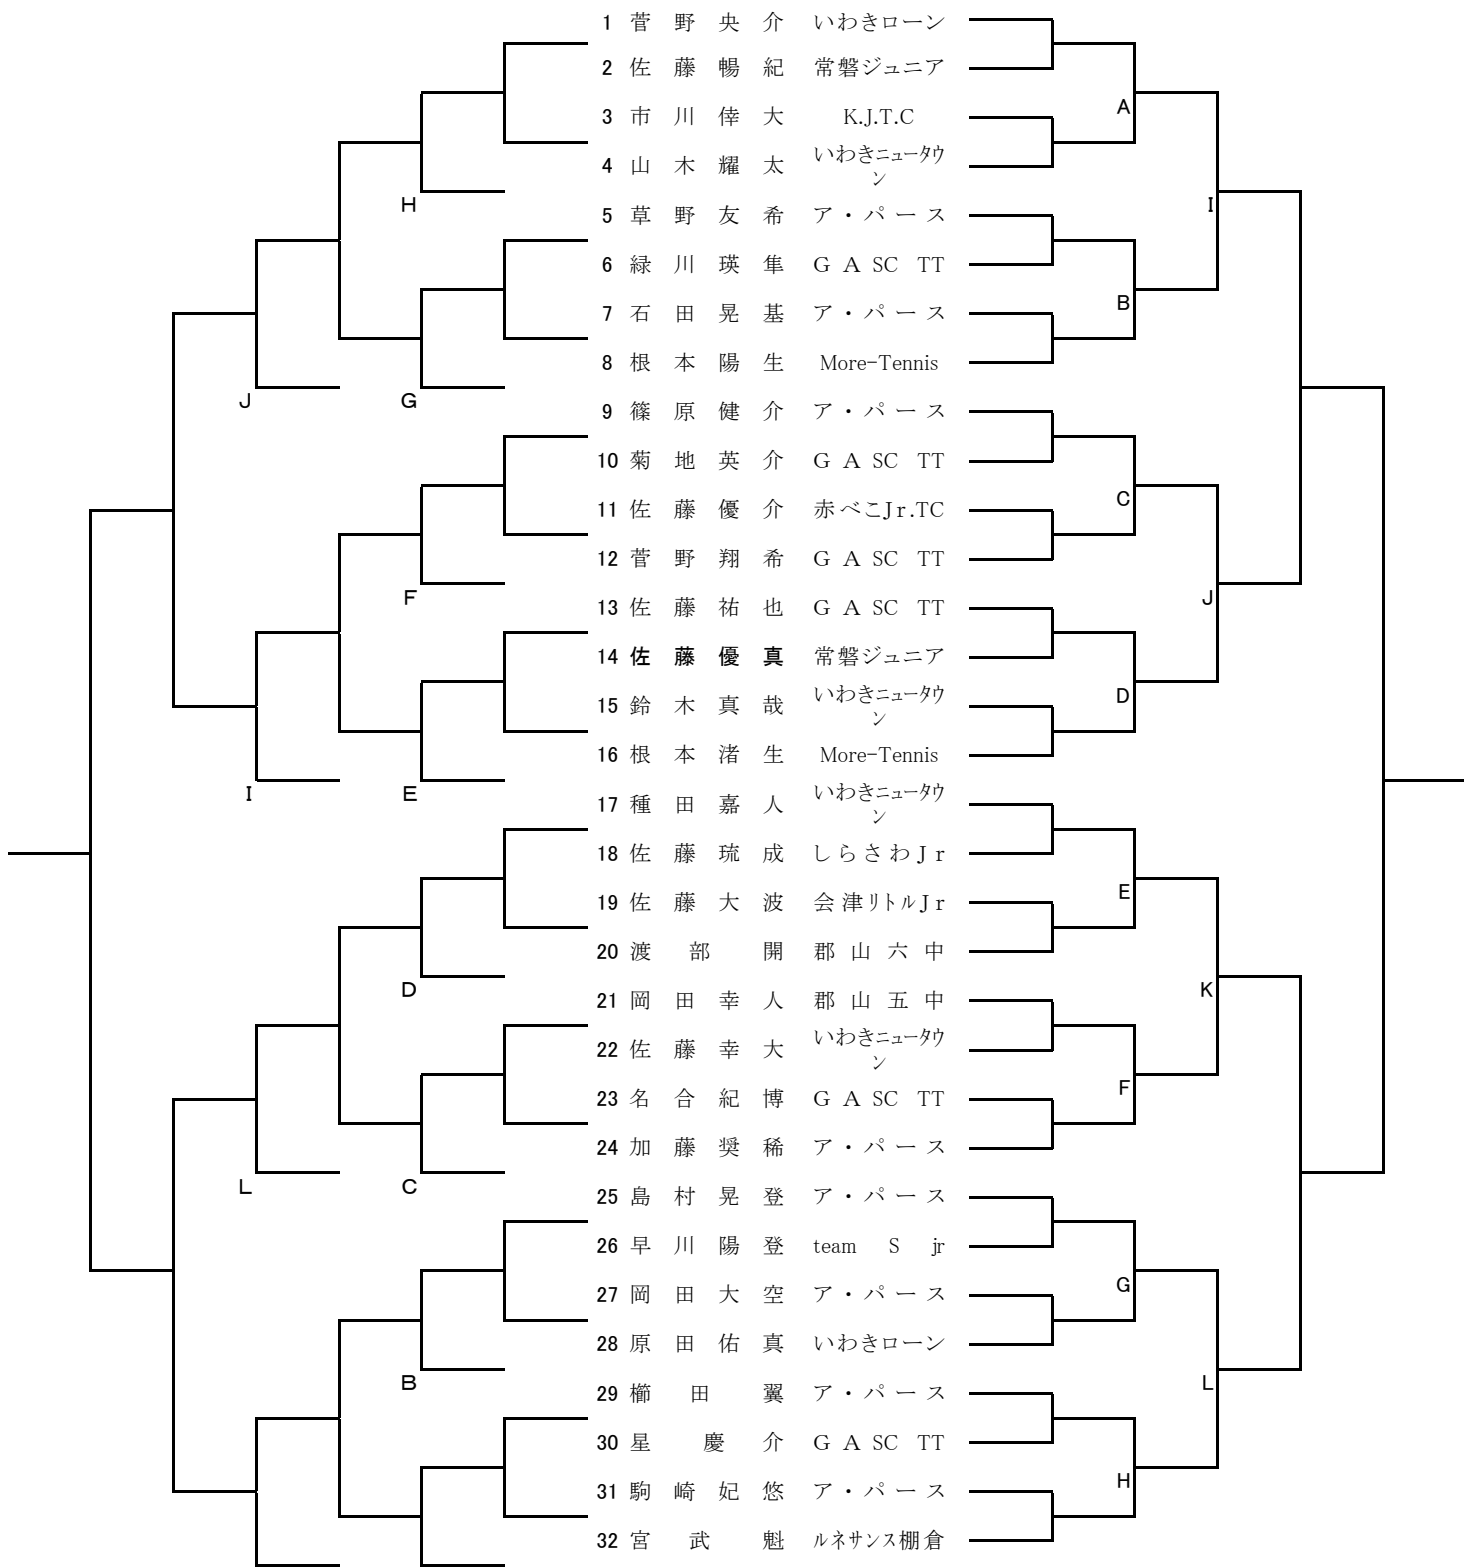 1 菅野央介 いわきローン
2 佐藤暢紀 常磐ジュニア
A
3 市川倖大 K.J.T.C
4 山木耀太 いわきニュータウン
H
I
5 草野友希 ア・パース
6 緑川瑛隼 GASC TT
B
7 石田晃基 ア・パース
8 根本陽生 More-Tennis
J
G
9 篠原健介 ア・パース
10 菊地英介 GASC TT
C
11 佐藤優介 赤べこJr.TC
12 菅野翔希 GASC TT
F
J
13 佐藤祐也 GASC TT
14 佐藤優真 常磐ジュニア
D
15 鈴木真哉 いわきニュータウン
16 根本渚生 More-Tennis
I
E
17 種田嘉人 いわきニュータウン
18 佐藤琉成 しらさわJr
E
19 佐藤大波 会津リトルJr
20 渡部開 郡山六中
D
K
21 岡田幸人 郡山五中
22 佐藤幸大 いわきニュータウン
F
23 名合紀博 GASC TT
24 加藤奨稀 ア・パース
L
C
25 島村晃登 ア・パース
26 早川陽登 team S jr
G
27 岡田大空 ア・パース
28 原田佑真 いわきローン
B
L
29 櫛田翼 ア・パース
30 星慶介 GASC TT
H
31 駒崎妃悠 ア・パース
32 宮武魁 ルネサンス棚倉